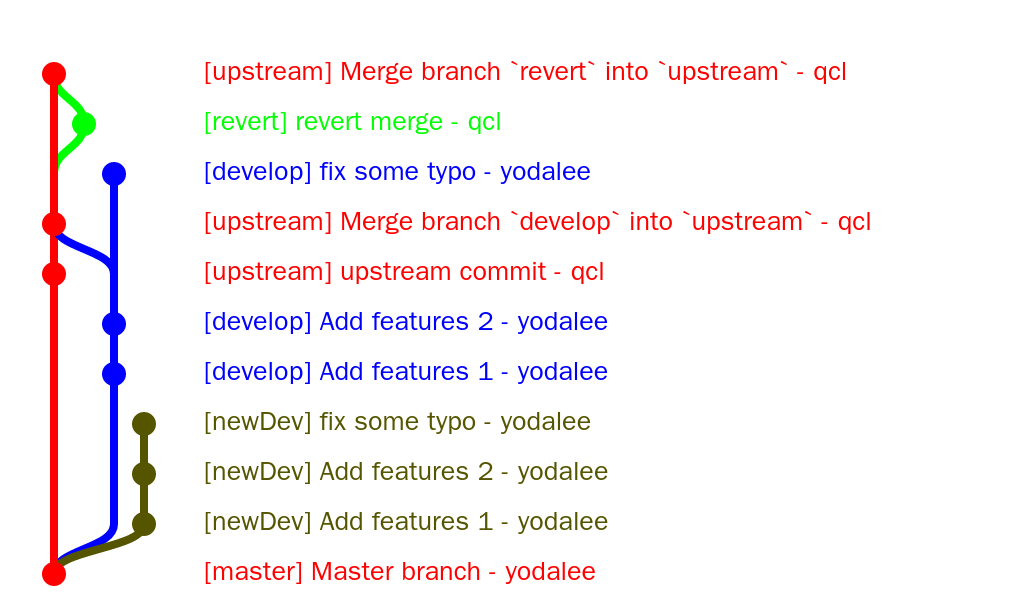 [upstream] Merge branch `revert` into `upstream` - qcl
[revert] revert merge - qcl
[develop] fix some typo - yodalee
[upstream] Merge branch `develop` into `upstream` - qcl
[upstream] upstream commit - qcl
[develop] Add features 2 - yodalee
[develop] Add features 1 - yodalee
[newDev] fix some typo - yodalee
[newDev] Add features 2 - yodalee
[newDev] Add features 1 - yodalee
[master] Master branch - yodalee